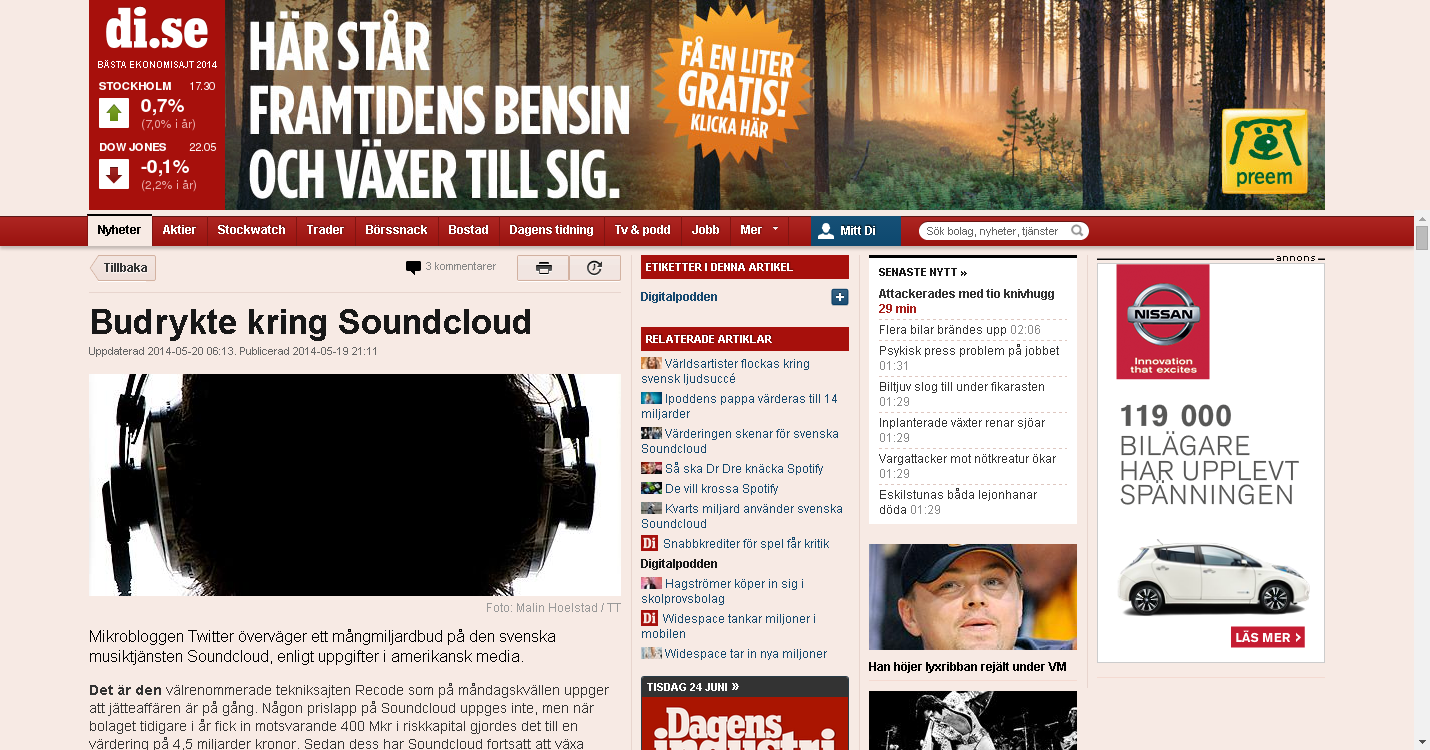 di.se
BÄSTA EKONOMISAJT 2014
STOCKHOLM 17.30
0,7%
(7,0% i år)
DOW JONES 22.05
-0,1%
(2,2% i år)
HÄR STÅR
FRAMTIDENS BENSIN
OCH VÄXER TILL SIG.
FÅ EN LITER
GRATIS!
KLICKA HÄR
preem
Nyheter Aktier Stockwatch Trader Börssnack Bostad Dagens tidning Tv & podd Jobb Mer Mitt Di Sök bolag, nyheter, tjänster
Tillbaka
3 kommentarer
Budrykte kring Soundcloud
Uppdaterad 2014-05-20 06:13. Publicerad 2014-05-19 21:11
Foto: Malin Hoelstad / TT
Mikrobloggen Twitter överväger ett mångmiljardbud på den svenska
musiktjänsten Soundcloud, enligt uppgifter i amerikansk media.
Det är den välrenommerade tekniksajten Recode som på måndagskvällen uppger
att jätteaffären är på gång. Någon prislapp på Soundcloud uppges inte, men när
bolaget tidigare i år fick in motsvarande 400 Mkr i riskkapital gjordes det till en
värdering på 4,5 miljarder kronor. Sedan dess har Soundcloud fortsatt att växa
ETIKETTER I DENNA ARTIKEL
Digitalpodden
RELATERADE ARTIKLAR
Världsartister flockas kring
svensk ljudsuccé
Ipoddens pappa värderas till 14
miljarder
Värderingen skenar för svenska
Soundcloud
Så ska Dr Dre knäcka Spotify
De vill krossa Spotify
Kvarts miljard använder svenska
Soundcloud
Di Snabbkrediter för spel får kritik
Digitalpodden
Hagströmer köper in sig i
skolprovsbolag
Di Widespace tankar miljoner i
mobilen
Widespace tar in nya miljoner
TISDAG 24 JUNI »
Dagens
industri
SENASTE NYTT »
Attackerades med tio knivhugg
29 min
Flera bilar brändes upp 02:06
Psykisk press problem på jobbet
01:31
Biltjuv slog till under fikarasten
01:29
Inplanterade växter renar sjöar
01:29
Vargattacker mot nötkreatur ökar
01:29
Eskilstunas båda lejonhanar
döda 01:29
Han höjer lyxribban rejält under VM
annons
NISSAN
Innovation
that excites
119 000
BILÄGARE
HAR UPPLEVT
SPÄNNINGEN
LÄS MER >